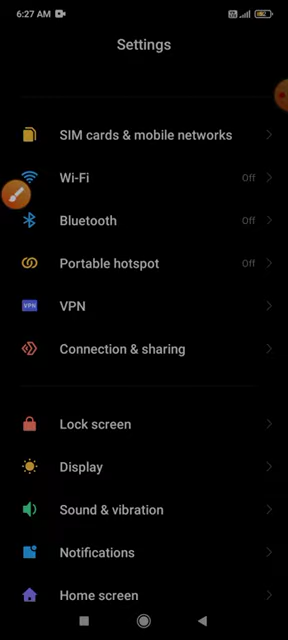 6:27 AM
Settings
SIM cards & mobile networks
Wi-Fi Off
Bluetooth Off
Portable hotspot Off
VPN VPN
Connection & sharing
Lock screen
Display
Sound & vibration
Notifications
Home screen